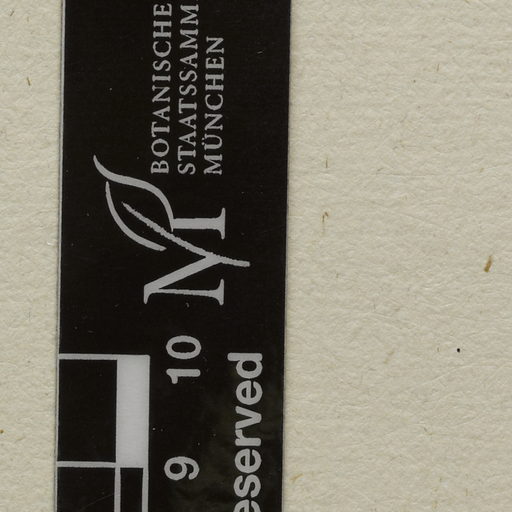 BOTANISCHE
STAATSSAMM
MÜNCHEN
M
9 10
eserved